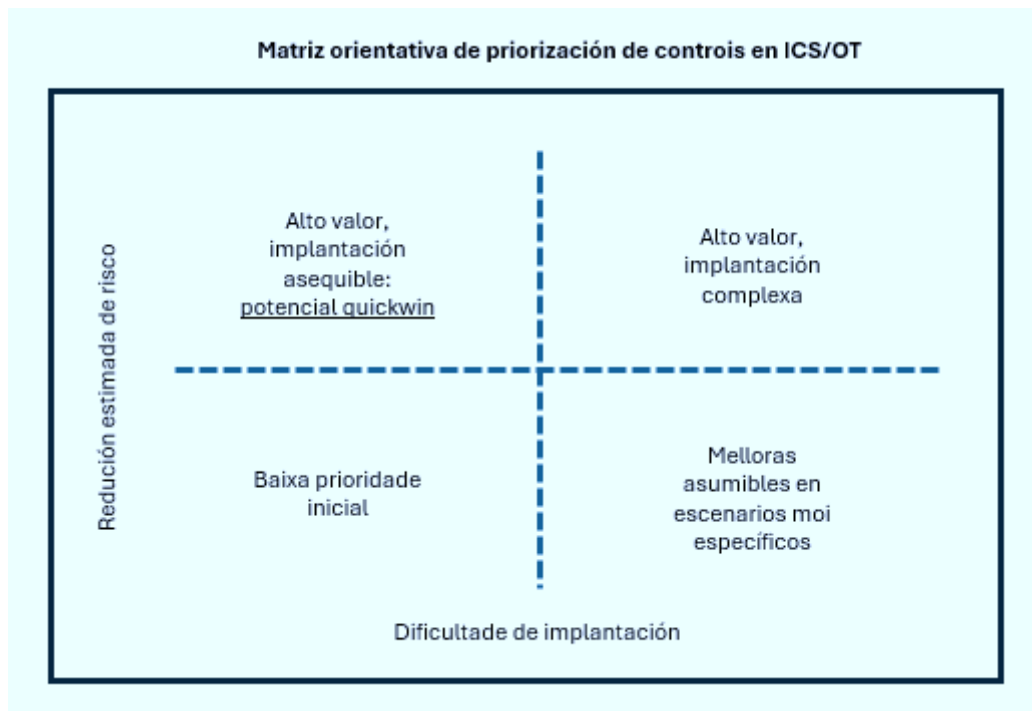 Matriz orientativa de priorización de controis en ICS/OT
Redución estimada de risco
Alto valor,
implantación
asequible:
potencial quickwin
Alto valor,
implantación
complexa
Baixa prioridade
inicial
Melloras
asumibles en
escenarios moi
específicos
Dificultade de implantación